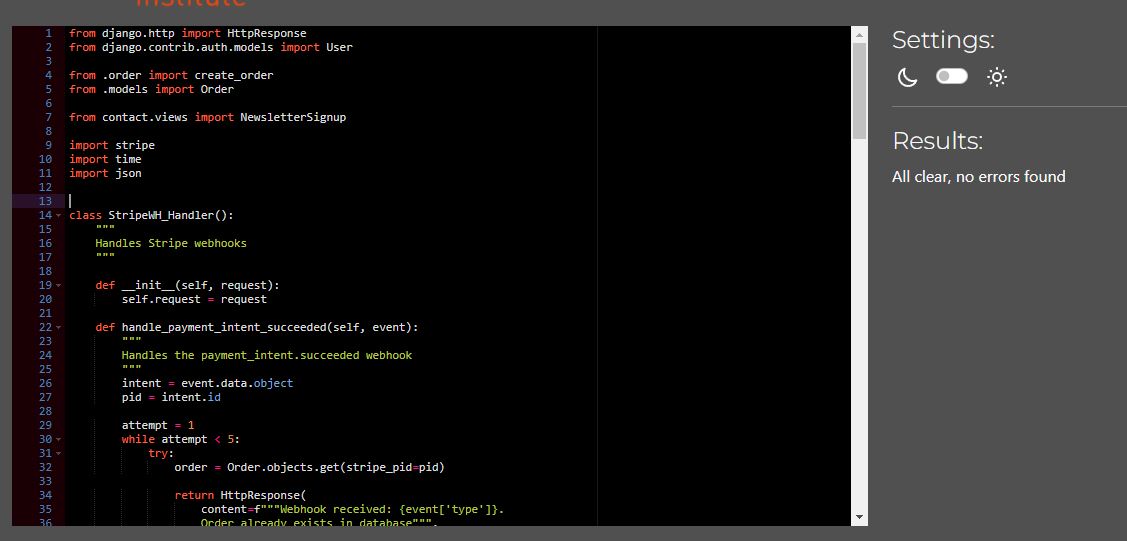 Institute
1 from django.http import HttpResponse
2 from django.contrib.auth.models import User
3
4 from .order import create_order
5 from .models import Order
6
7 from contact.views import NewsletterSignup
8
9 import stripe
10 import time
11 import json
12
13
14 class StripeWH_Handler():
15 """
16 Handles Stripe webhooks
17 """
18
19 def __init__(self, request):
20 self.request = request
21
22 def handle_payment_intent_succeeded(self, event):
23 """
24 Handles the payment_intent.succeeded webhook
25 """
26 intent = event.data.object
27 pid = intent.id
28
29 attempt = 1
30 while attempt < 5:
31 try:
32 order = Order.objects.get(stripe_pid=pid)
33
34 return HttpResponse(
35 content=f"""Webhook received: {event['type']}.
36 Order already exists in database""",
Settings:
Results:
All clear, no errors found